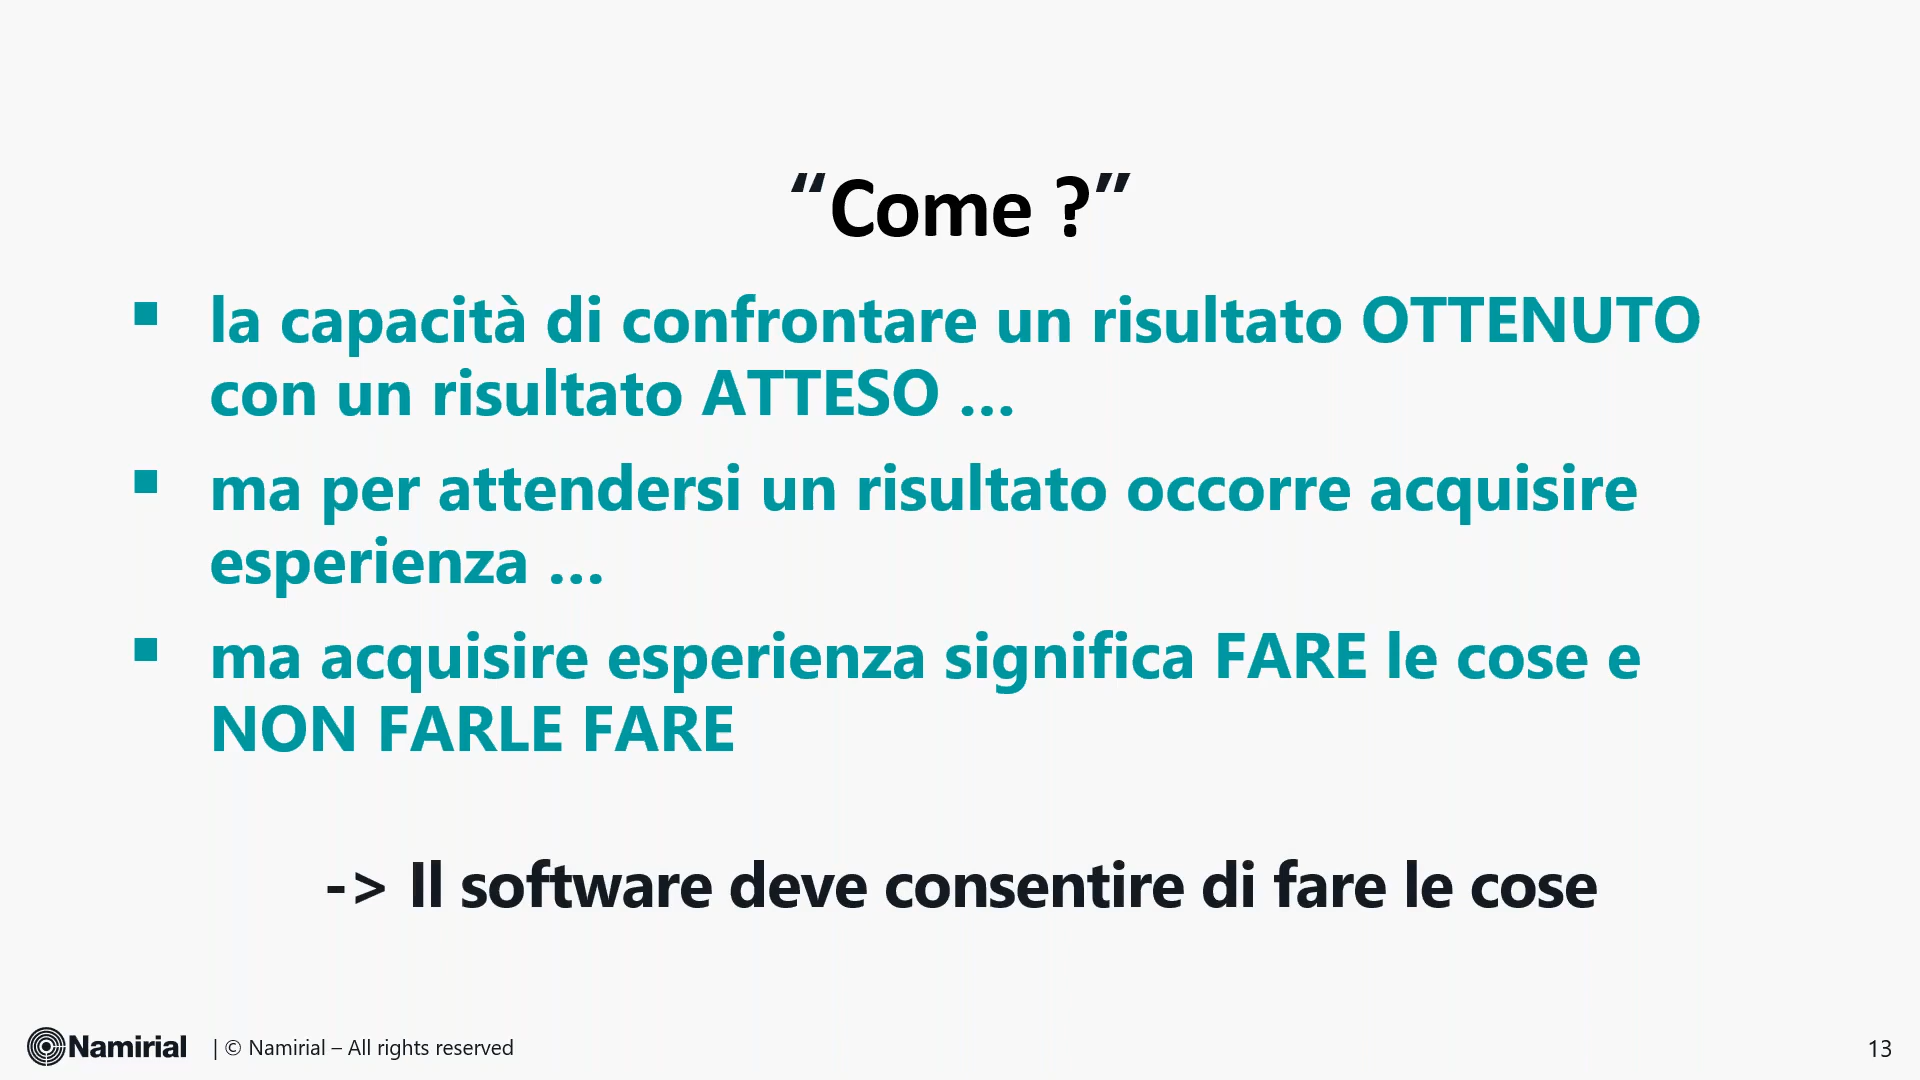 “Come ?”
▪ la capacità di confrontare un risultato OTTENUTO
con un risultato ATTESO ...
▪ ma per attendersi un risultato occorre acquisire
esperienza ...
▪ ma acquisire esperienza significa FARE le cose e
NON FARLE FARE
-> Il software deve consentire di fare le cose
Namirial | © Namirial – All rights reserved
13